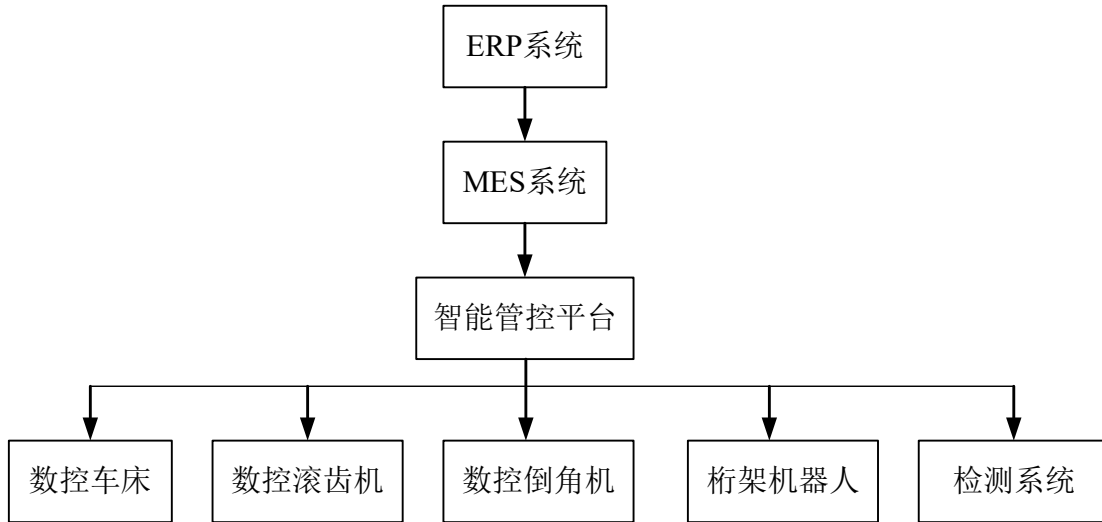 ERP系统
MES系统
智能管控平台
数控车床
数控滚齿机
数控倒角机
桁架机器人
检测系统